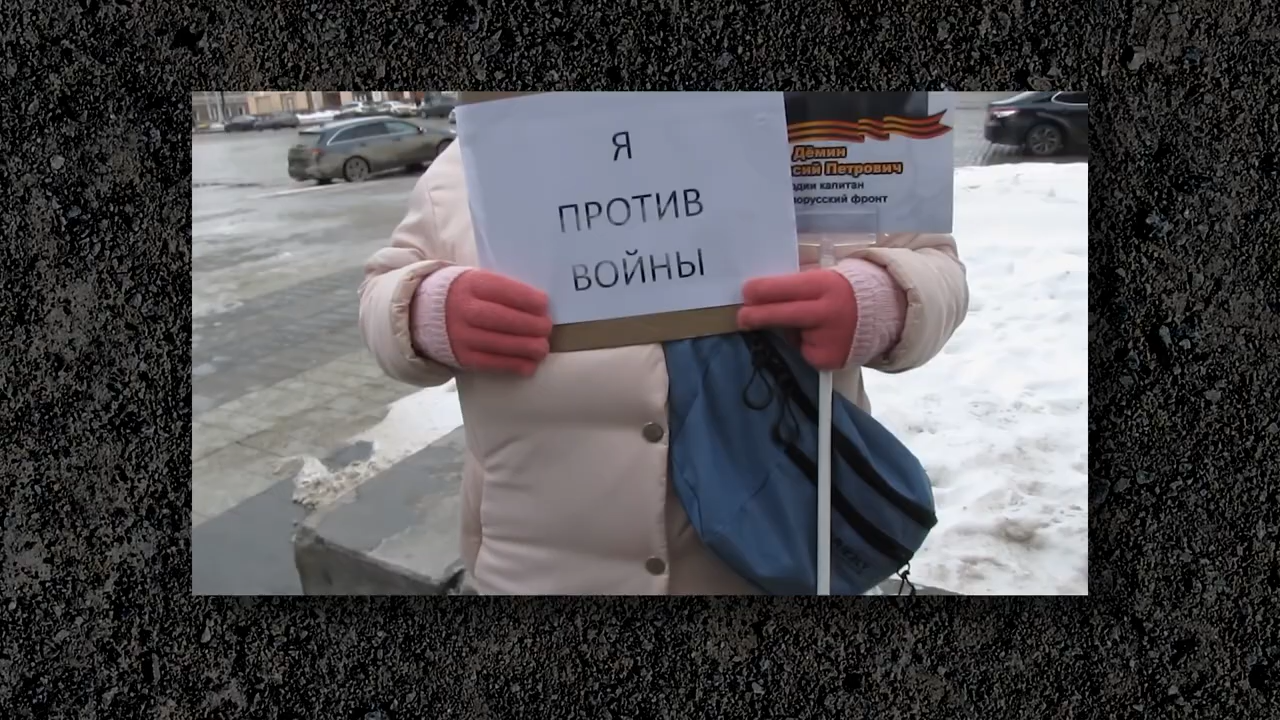 Я
ПРОТИВ
ВОЙНЫ
Дёмин
Петрович
капитан
фронт